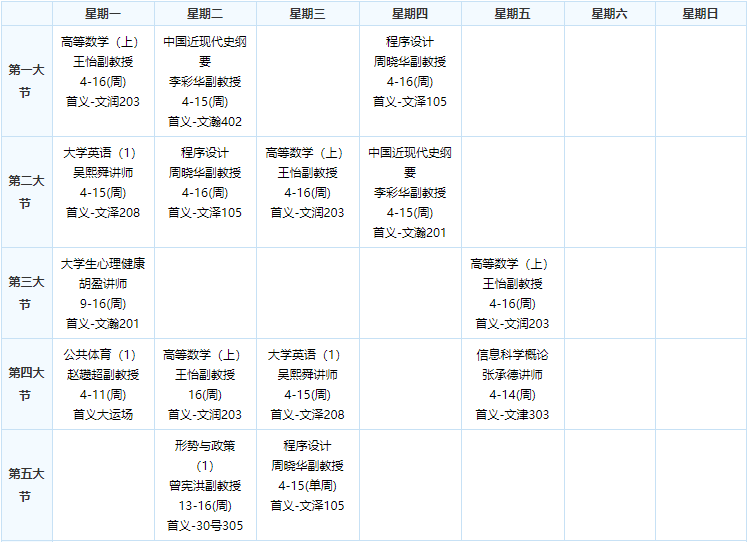 星期一
星期二
星期三
星期四
星期五
星期六
星期日
第一大
节
高等数学（上）
王怡副教授
4-16(周)
首义-文润203
中国近现代史纲
要
李彩华副教授
4-15(周)
首义-文瀚402
程序设计
周晓华副教授
4-16(周)
首义-文泽105
第二大
节
大学英语（1）
吴熙舜讲师
4-15(周)
首义-文泽208
程序设计
周晓华副教授
4-16(周)
首义-文泽105
高等数学（上）
王怡副教授
4-16(周)
首义-文润203
中国近现代史纲
要
李彩华副教授
4-15(周)
首义-文瀚201
第三大
节
大学生心理健康
胡盈讲师
9-16(周)
首义-文瀚201
高等数学（上）
王怡副教授
4-16(周)
首义-文润203
第四大
节
公共体育（1）
赵䶮超副教授
4-11(周)
首义大运场
高等数学（上）
王怡副教授
16(周)
首义-文润203
大学英语（1）
吴熙舜讲师
4-15(周)
首义-文泽208
信息科学概论
张承德讲师
4-14(周)
首义-文津303
第五大
节
形势与政策
（1）
曾宪洪副教授
13-16(周)
首义-30号305
程序设计
周晓华副教授
4-15(单周)
首义-文泽105